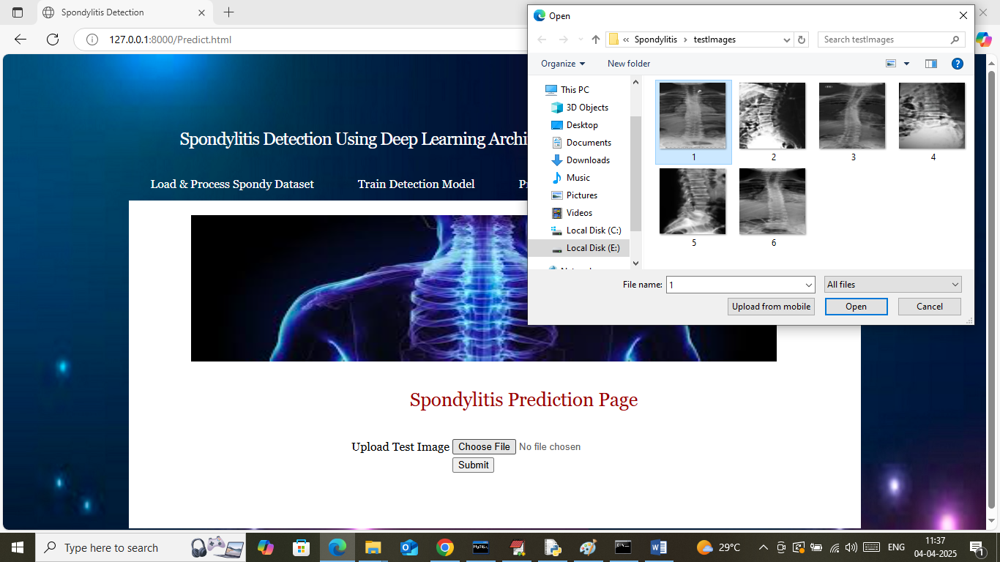 Spondylitis Detection
127.0.0.1:8000/Predict.html
Spondylitis Detection Using Deep Learning Archi
Load & Process Spondy Dataset
Train Detection Model
Spondylitis Prediction Page
Upload Test Image Choose File No file chosen
Submit
Open
« Spondylitis › testImages
Search testImages
Organize
New folder
This PC
3D Objects
Desktop
Documents
Downloads
Music
Pictures
Videos
Local Disk (C:)
Local Disk (E:)
1
2
3
4
5
6
File name: 1
All files
Upload from mobile
Open
Cancel
Type here to search
29°C
ENG
11:37
04-04-2025
1